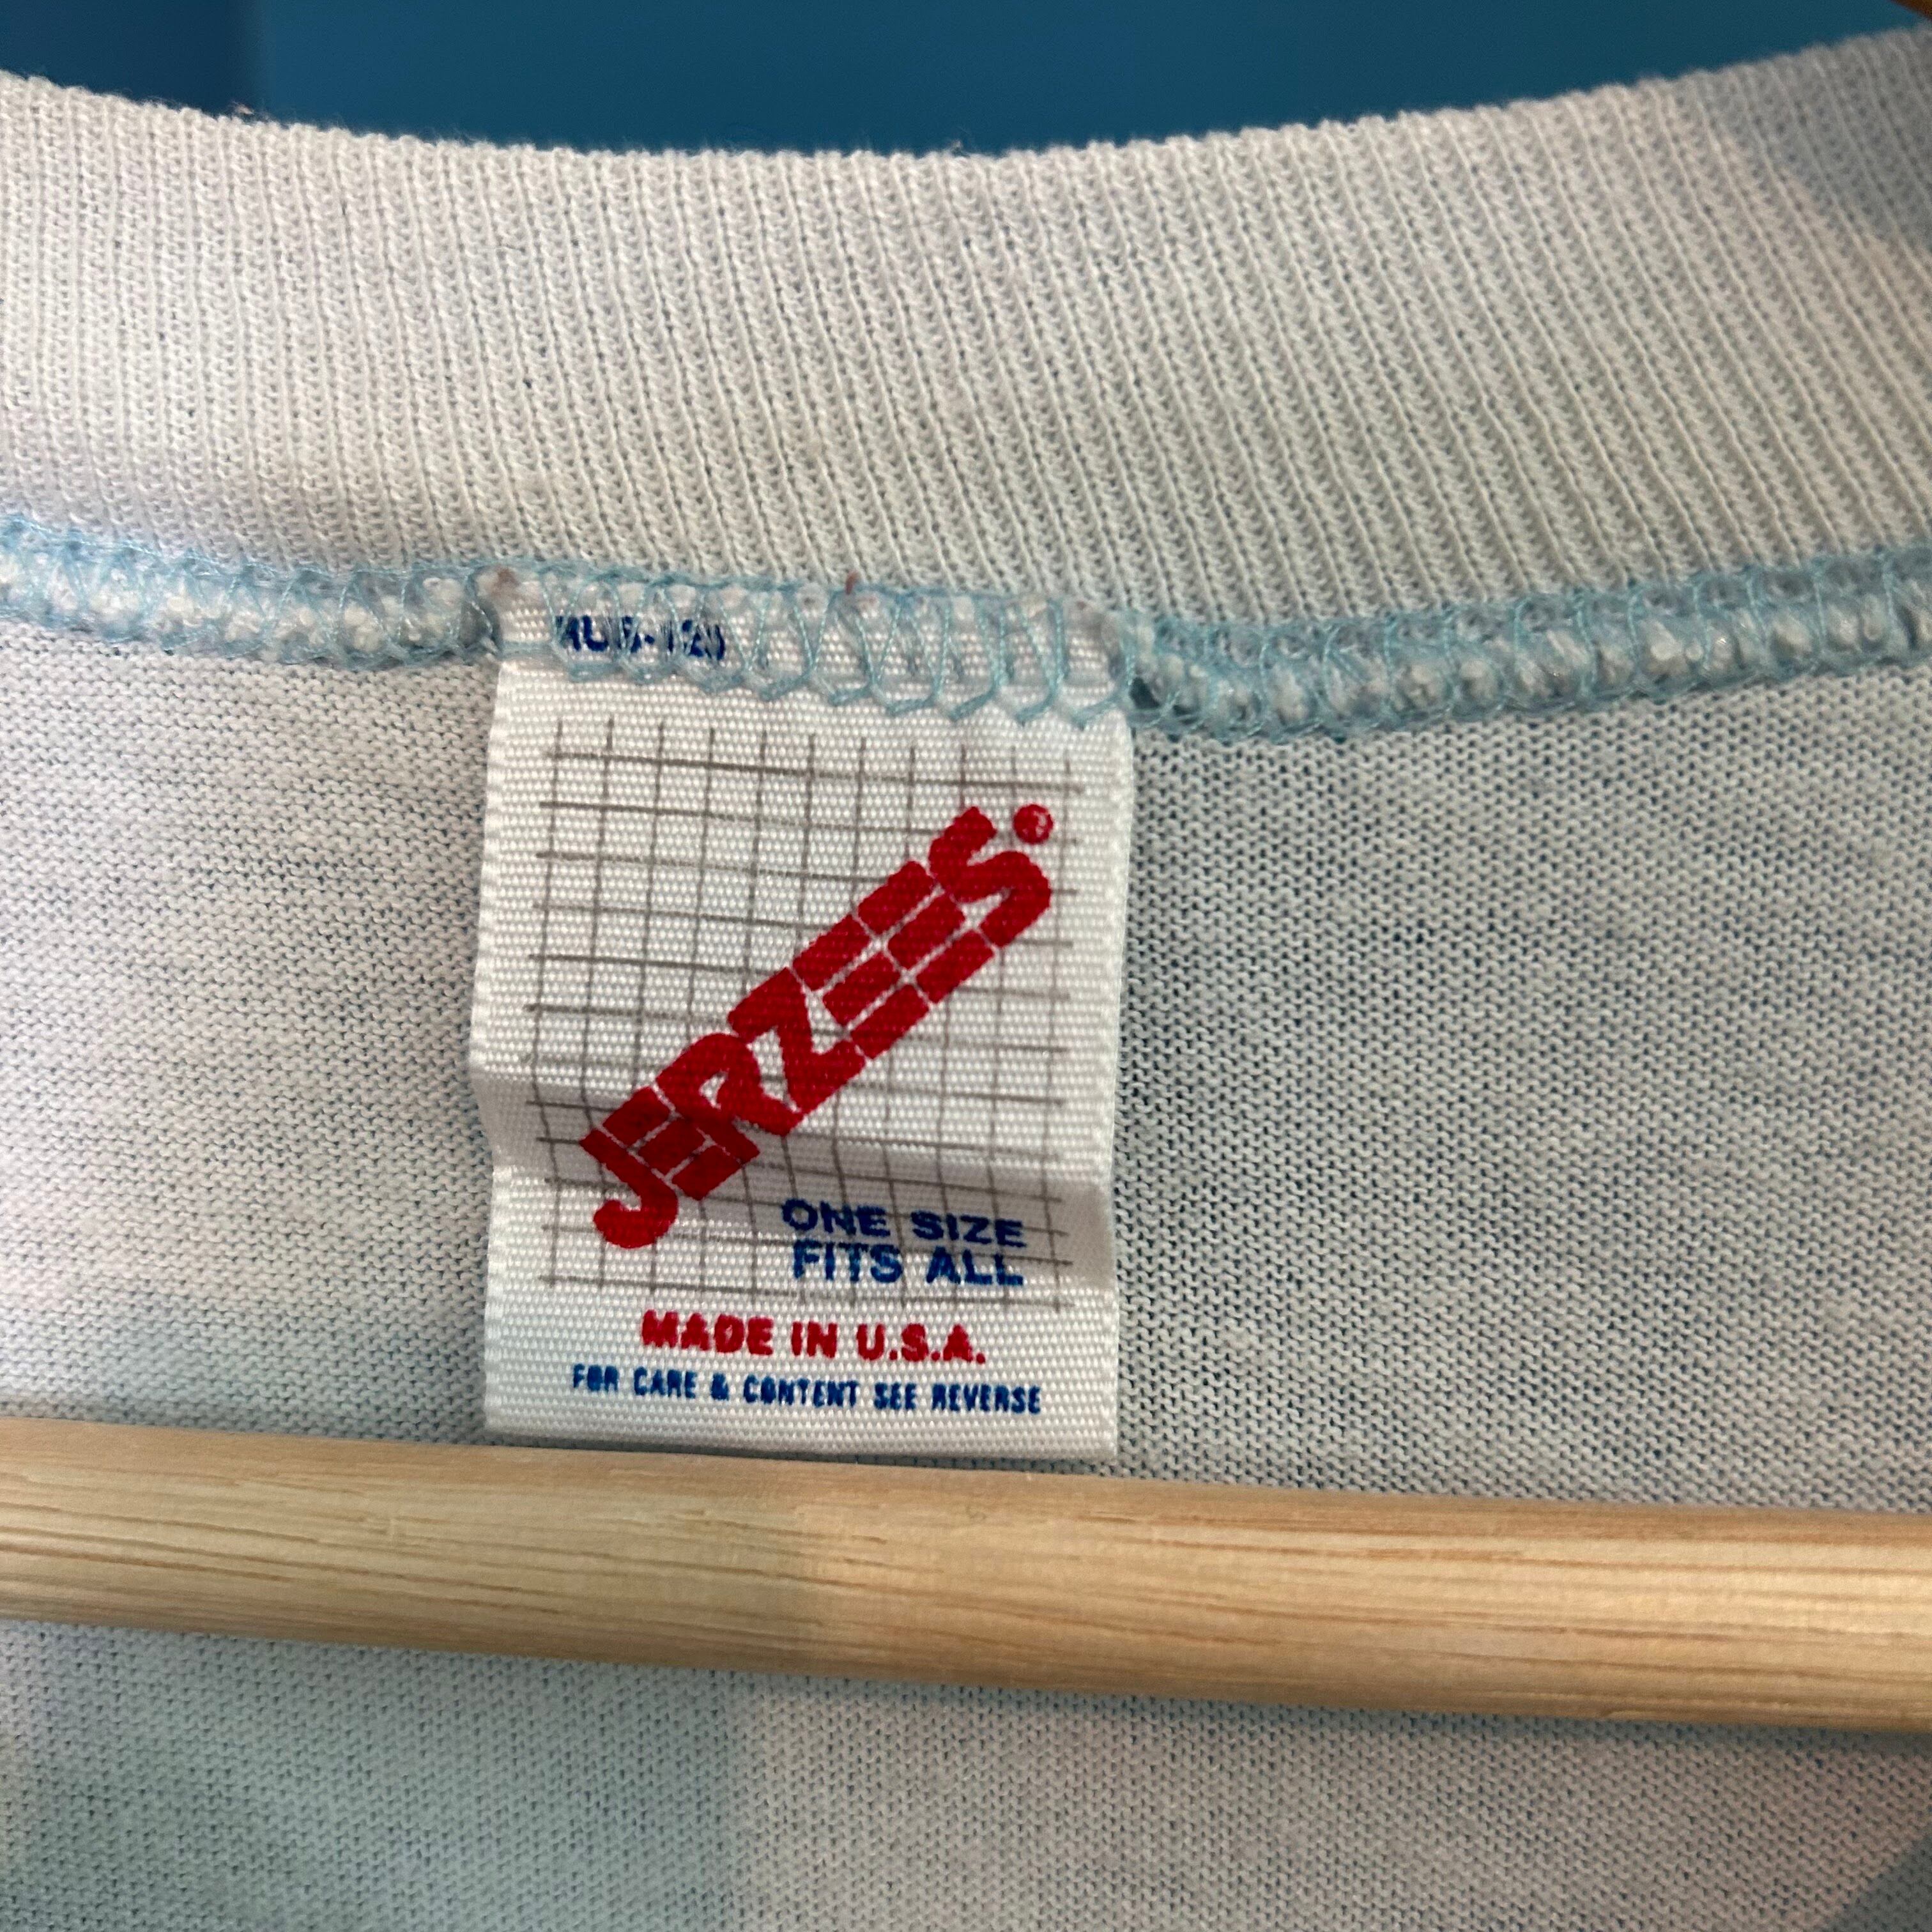 JERZEES®
ONE SIZE
FITS ALL
MADE IN U.S.A.
FOR CARE & CONTENT SEE REVERSE